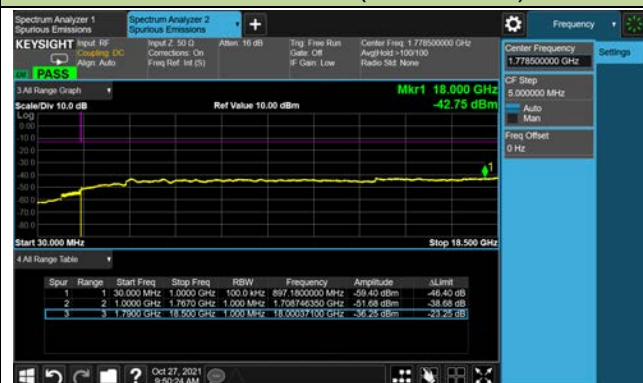 Spectrum Analyzer 1
Spurious Emissions
Spectrum Analyzer 2
Spurious Emissions
Frequency
KEYSIGHT
Input: RF
Coupling: DC
Align: Auto
Input Z: 50 Ω
Corrections: On
Freq Ref: Int (S)
Atten: 16 dB
Trig: Free Run
Gate: Off
IF Gain: Low
Center Freq: 1.778500000 GHz
Avg|Hold:>100/100
Radio Std: None
PASS
Center Frequency
1.778500000 GHz
Settings
CF Step
5.000000 MHz
Auto
Man
Freq Offset
0 Hz
3 All Range Graph
Mkr1 18.000 GHz
-42.75 dBm
Scale/Div 10.0 dB
Ref Value 10.00 dBm
Log
0.00
-10.0
-20.0
-30.0
-40.0
-50.0
-60.0
-70.0
-80.0
1
Start 30.000 MHz
Stop 18.500 GHz
4 All Range Table
Spur Range Start Freq Stop Freq RBW Frequency Amplitude ΔLimit
1 1 30.000 MHz 1.0000 GHz 100.0 kHz 897.1800000 MHz -59.40 dBm -46.40 dB
2 2 1.0000 GHz 1.7670 GHz 1.000 MHz 1.708746350 GHz -51.68 dBm -38.68 dB
3 3 1.7900 GHz 18.500 GHz 1.000 MHz 18.00037100 GHz -36.25 dBm -23.25 dB
?
Oct 27, 2021
9:50:24 AM